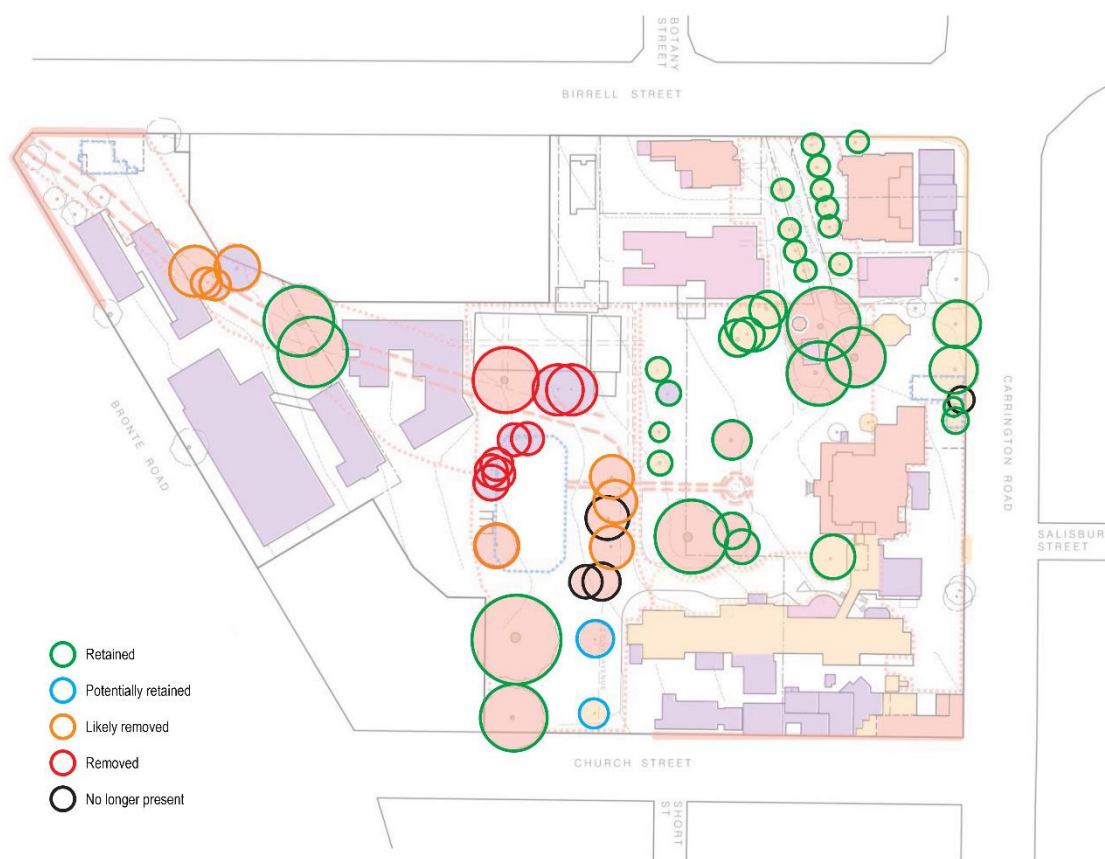 BOTANY
STREET
BIRRELL STREET
BRONTE ROAD
CARRINGTON ROAD
SALISBUR
STREET
Retained
Potentially retained
Likely removed
Removed
No longer present
CHURCH STREET
SHORT
ST